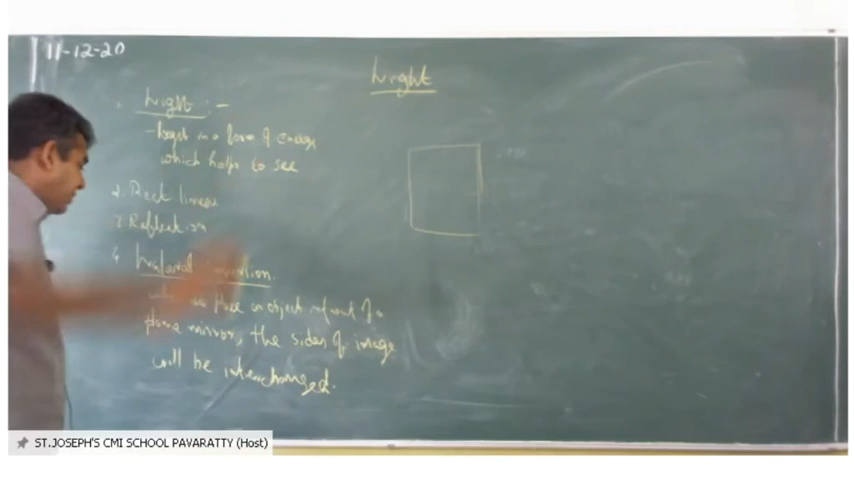 11-12-20
Light
Light :-
- Light is a form of energy
which helps to see
2. Rectilinear
3. Reflection
4. Lateral Inversion.
When we place an object infront of a
plane mirror, the sides of image
will be interchanged.
ST.JOSEPH'S CMI SCHOOL PAVARATTY (Host)